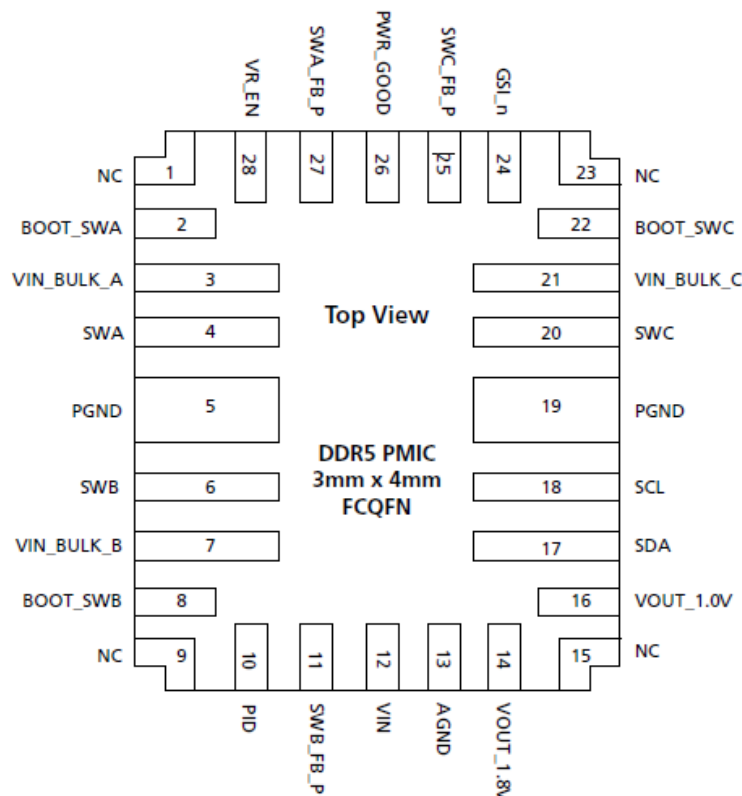 VR_EN
SWA_FB_P
PWR_GOOD
SWC_FB_P
GSI_n
28
27
26
25
24
NC
1
23
NC
BOOT_SWA
2
22
BOOT_SWC
VIN_BULK_A
3
21
VIN_BULK_C
Top View
SWA
4
20
SWC
PGND
5
19
PGND
DDR5 PMIC
3mm x 4mm
FCQFN
SWB
6
18
SCL
VIN_BULK_B
7
17
SDA
BOOT_SWB
8
16
VOUT_1.0V
NC
9
15
NC
10
11
12
13
14
PID
SWB_FB_P
VIN
AGND
VOUT_1.8V